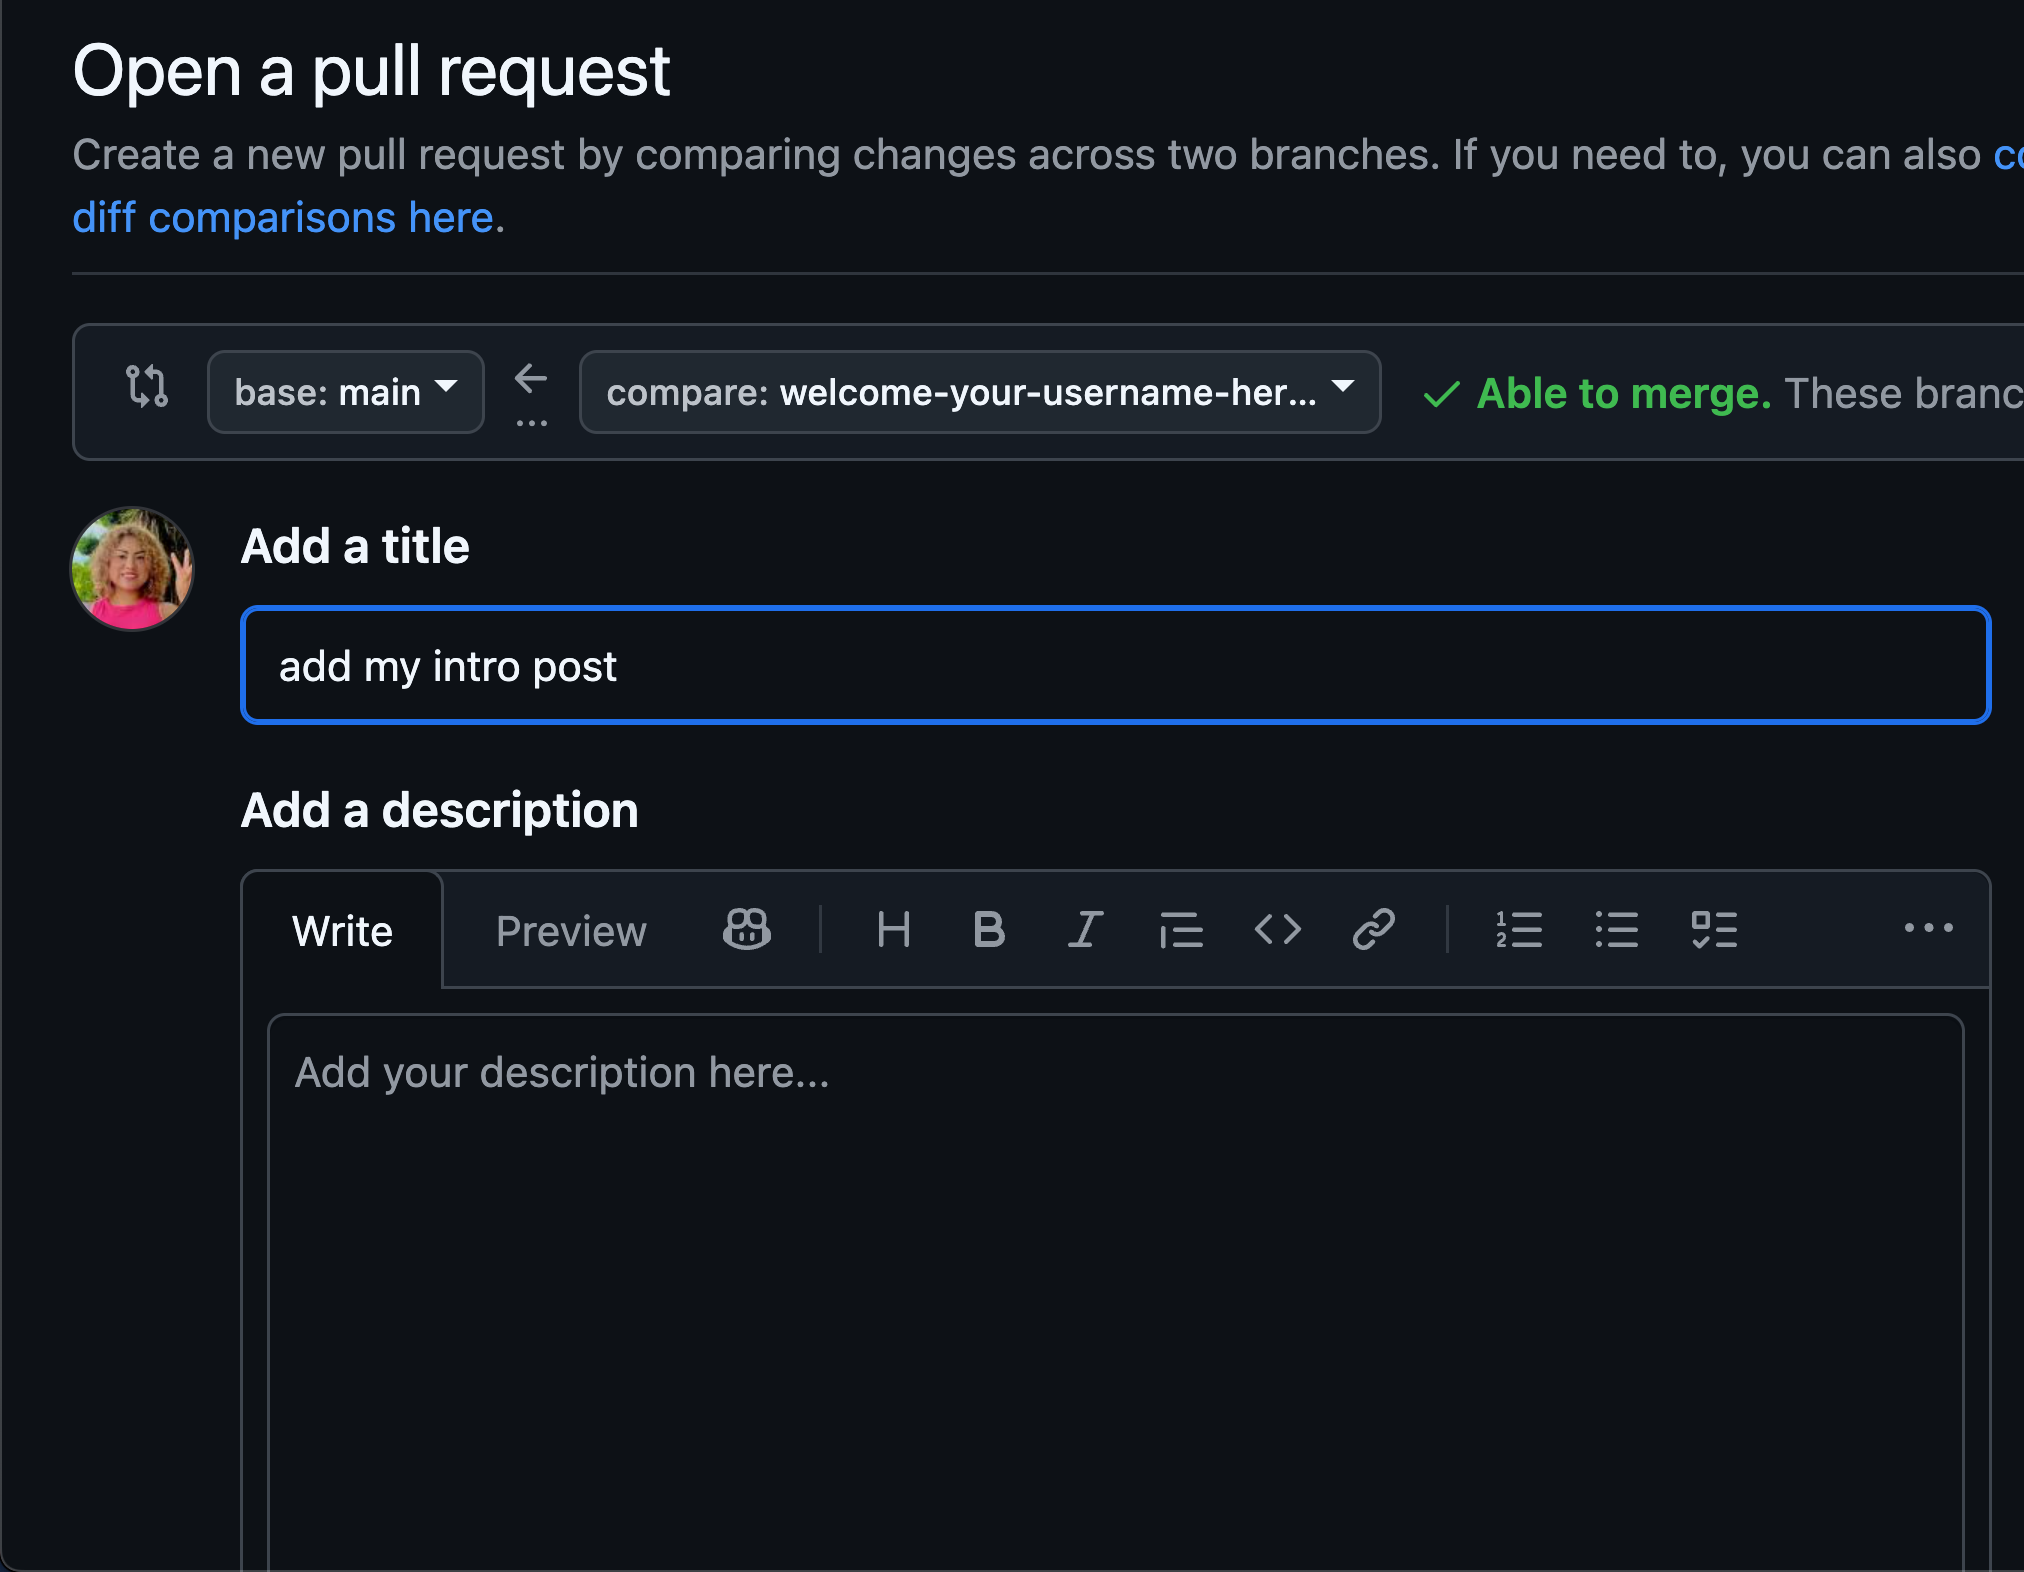 Open a pull request
Create a new pull request by comparing changes across two branches. If you need to, you can also
diff comparisons here.
base: main
compare: welcome-your-username-her...
Able to merge. These
Add a title
add my intro post
Add a description
Write
Preview
Add your description here...